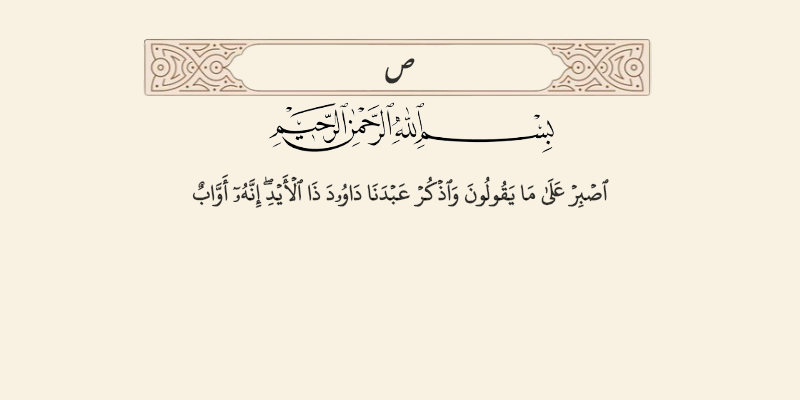 ص
بِسْمِ ٱللَّهِ ٱلرَّحْمَٰنِ ٱلرَّحِيمِ
ٱصْبِرْ عَلَىٰ مَا يَقُولُونَ وَٱذْكُرْ عَبْدَنَا دَاوُۥدَ ذَا ٱلْأَيْدِۖ إِنَّهُۥٓ أَوَّابٌ